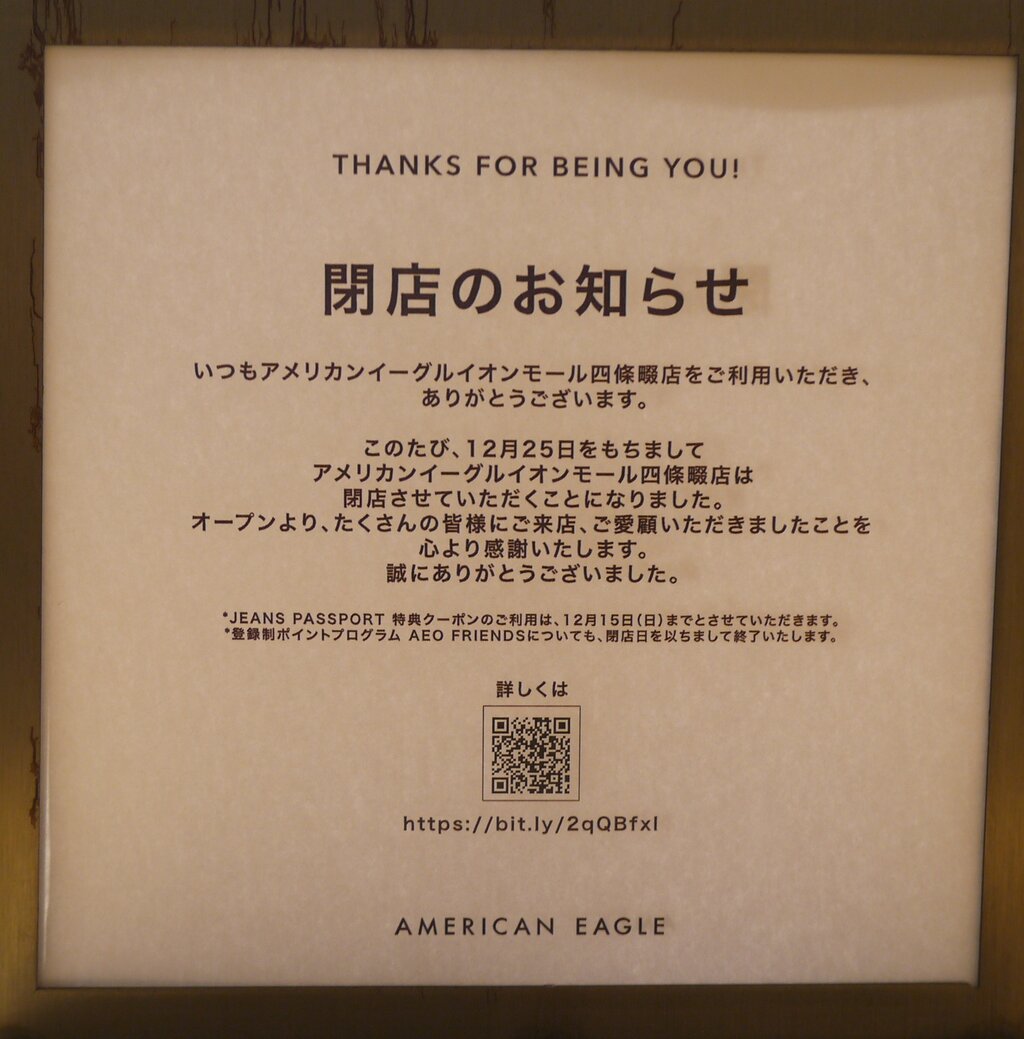 THANKS FOR BEING YOU!
閉店のお知らせ
いつもアメリカンイーグルイオンモール四條畷店をご利用いただき、
ありがとうございます。
このたび、12月25日をもちまして
アメリカンイーグルイオンモール四條畷店は
閉店させていただくことになりました。
オープンより、たくさんの皆様にご来店、ご愛顧いただきましたことを
心より感謝いたします。
誠にありがとうございました。
*JEANS PASSPORT 特典クーポンのご利用は、12月15日(日)までとさせていただきます。
*登録制ポイントプログラム AEO FRIENDSについても、閉店日を以ちまして終了いたします。
詳しくは
https://bit.ly/2qQBfxl
AMERICAN EAGLE